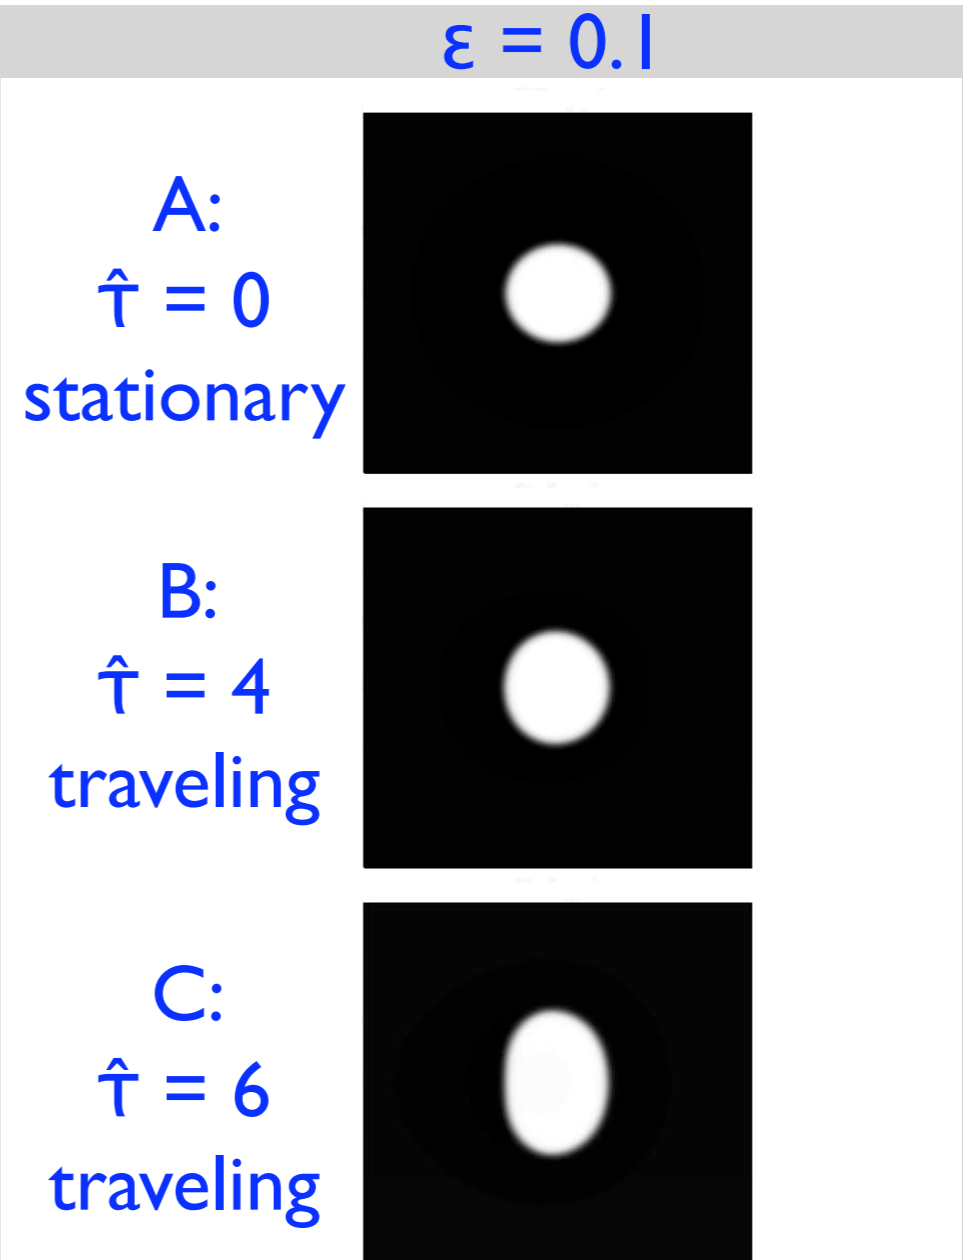 ε = 0.1
A:
τ̂ = 0
stationary
B:
τ̂ = 4
traveling
C:
τ̂ = 6
traveling